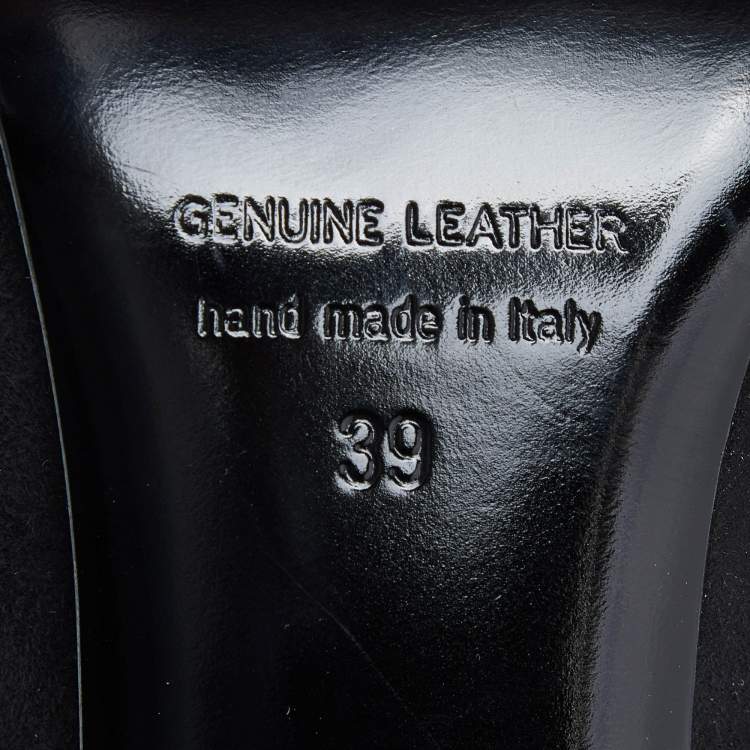 GENUINE LEATHER
hand made in Italy
39